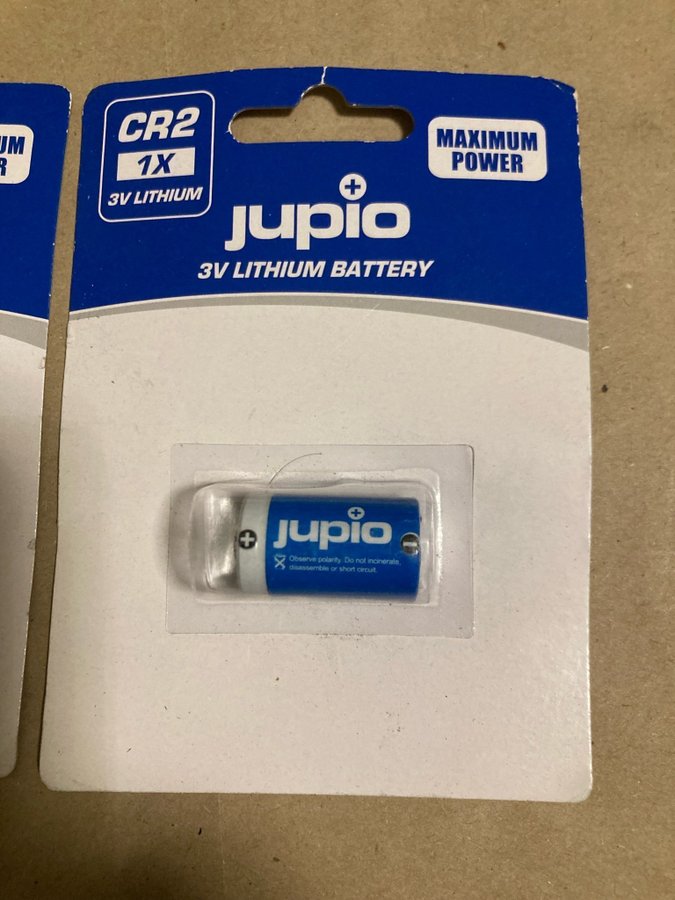 UM
R
CR2
1X
3V LITHIUM
MAXIMUM
POWER
jupio
3V LITHIUM BATTERY
jupio
Observe polarity. Do not incinerate,
disassemble or short circuit.